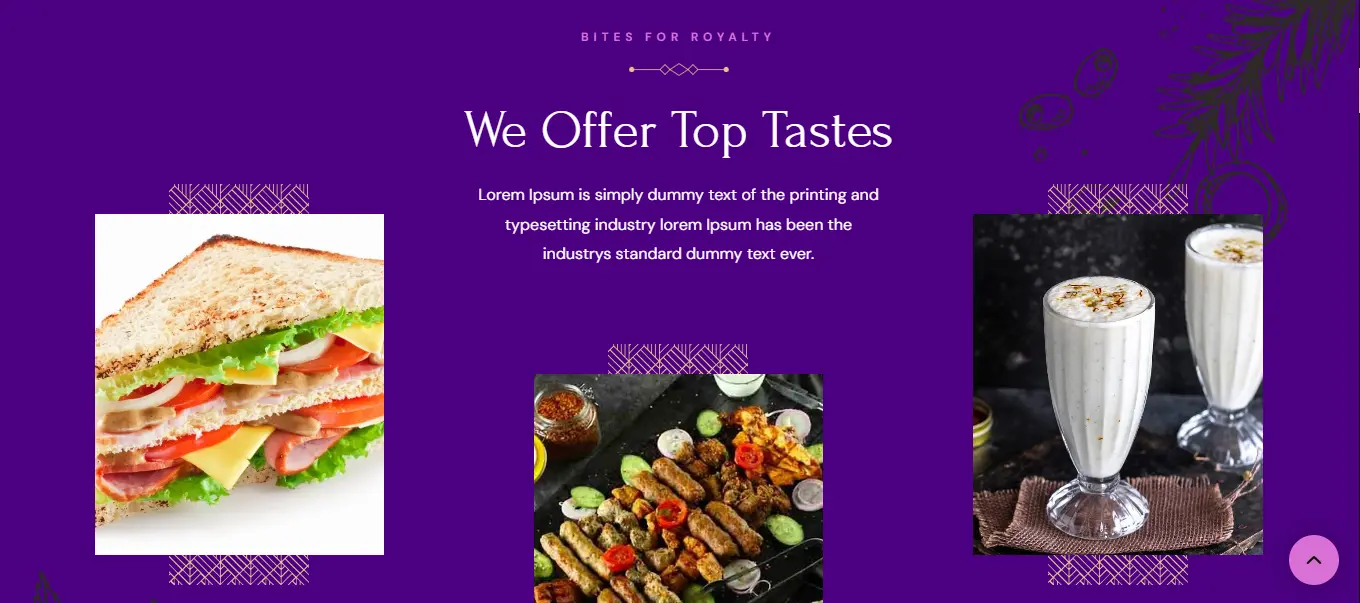 BITES FOR ROYALTY
We Offer Top Tastes
Lorem Ipsum is simply dummy text of the printing and
typesetting industry lorem Ipsum has been the
industrys standard dummy text ever.